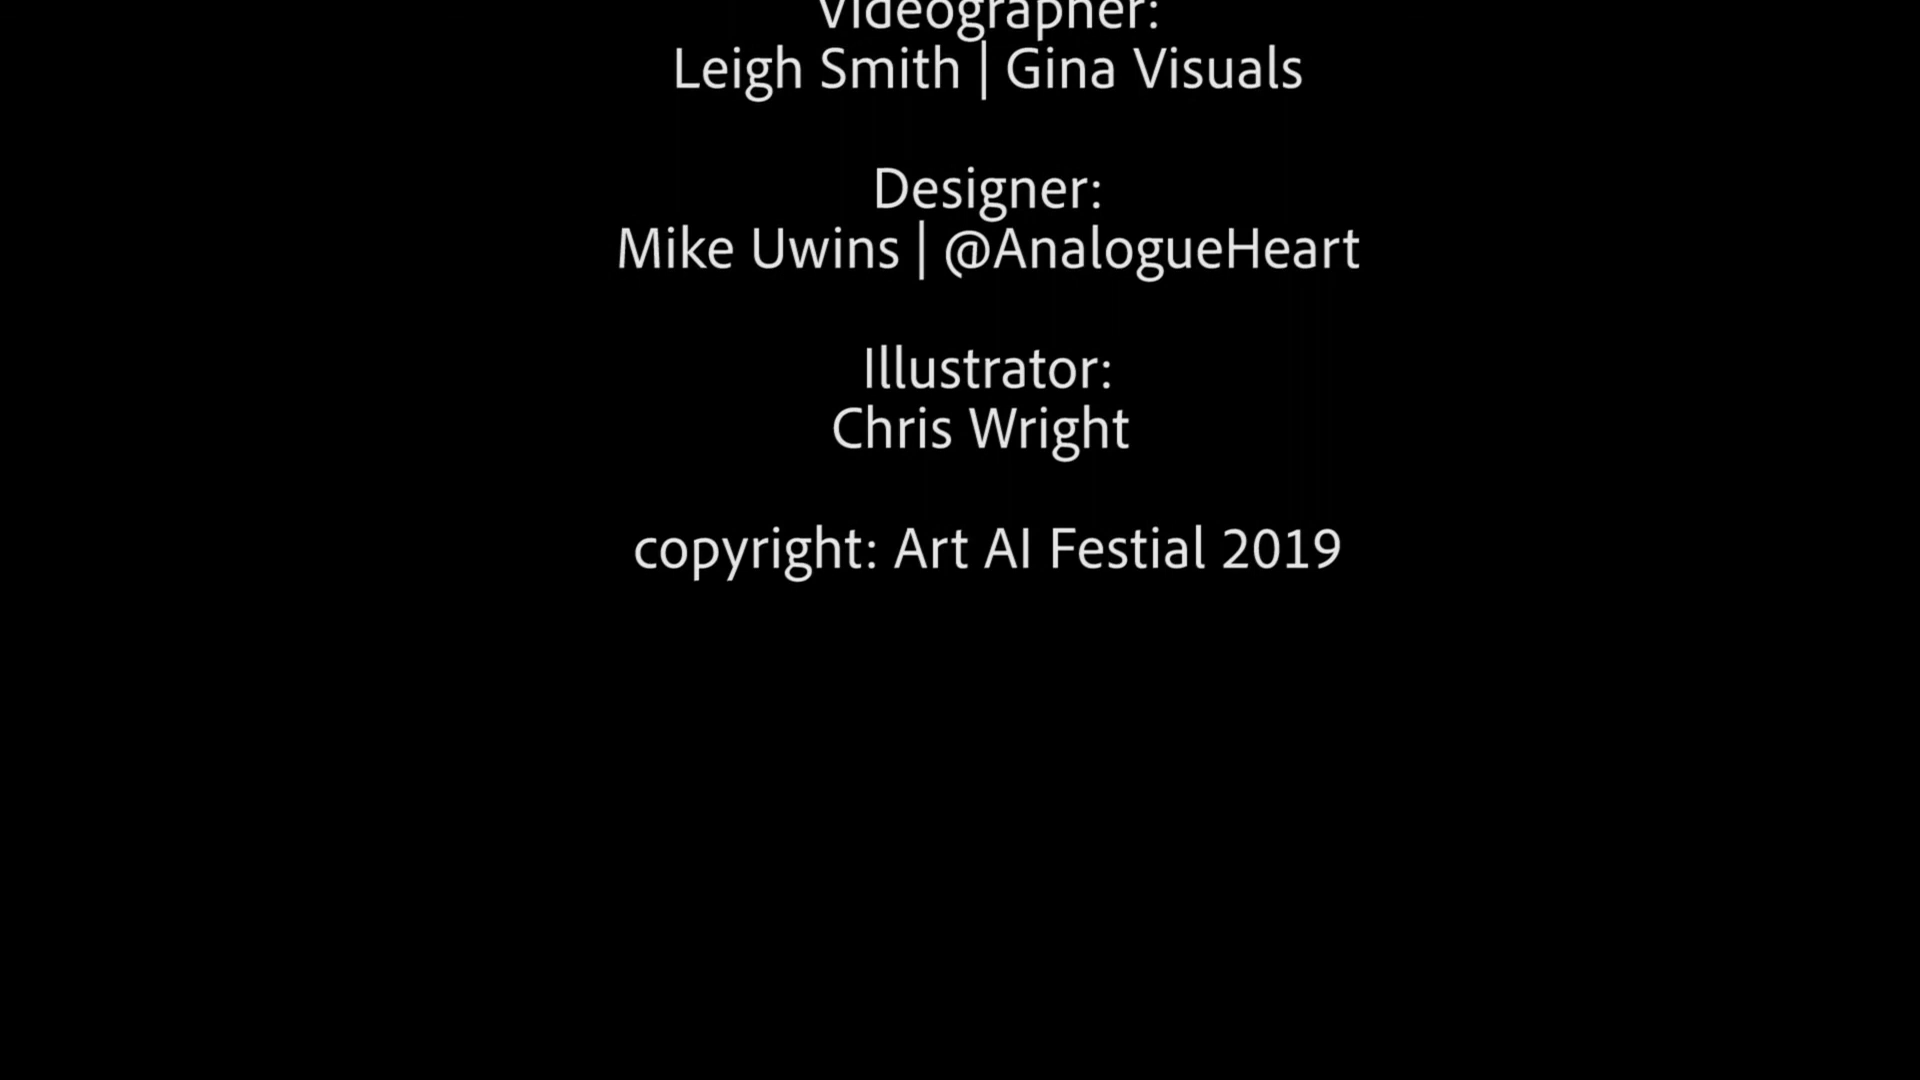 Videographer:
Leigh Smith | Gina Visuals
Designer:
Mike Uwins | @AnalogueHeart
Illustrator:
Chris Wright
copyright: Art AI Festial 2019